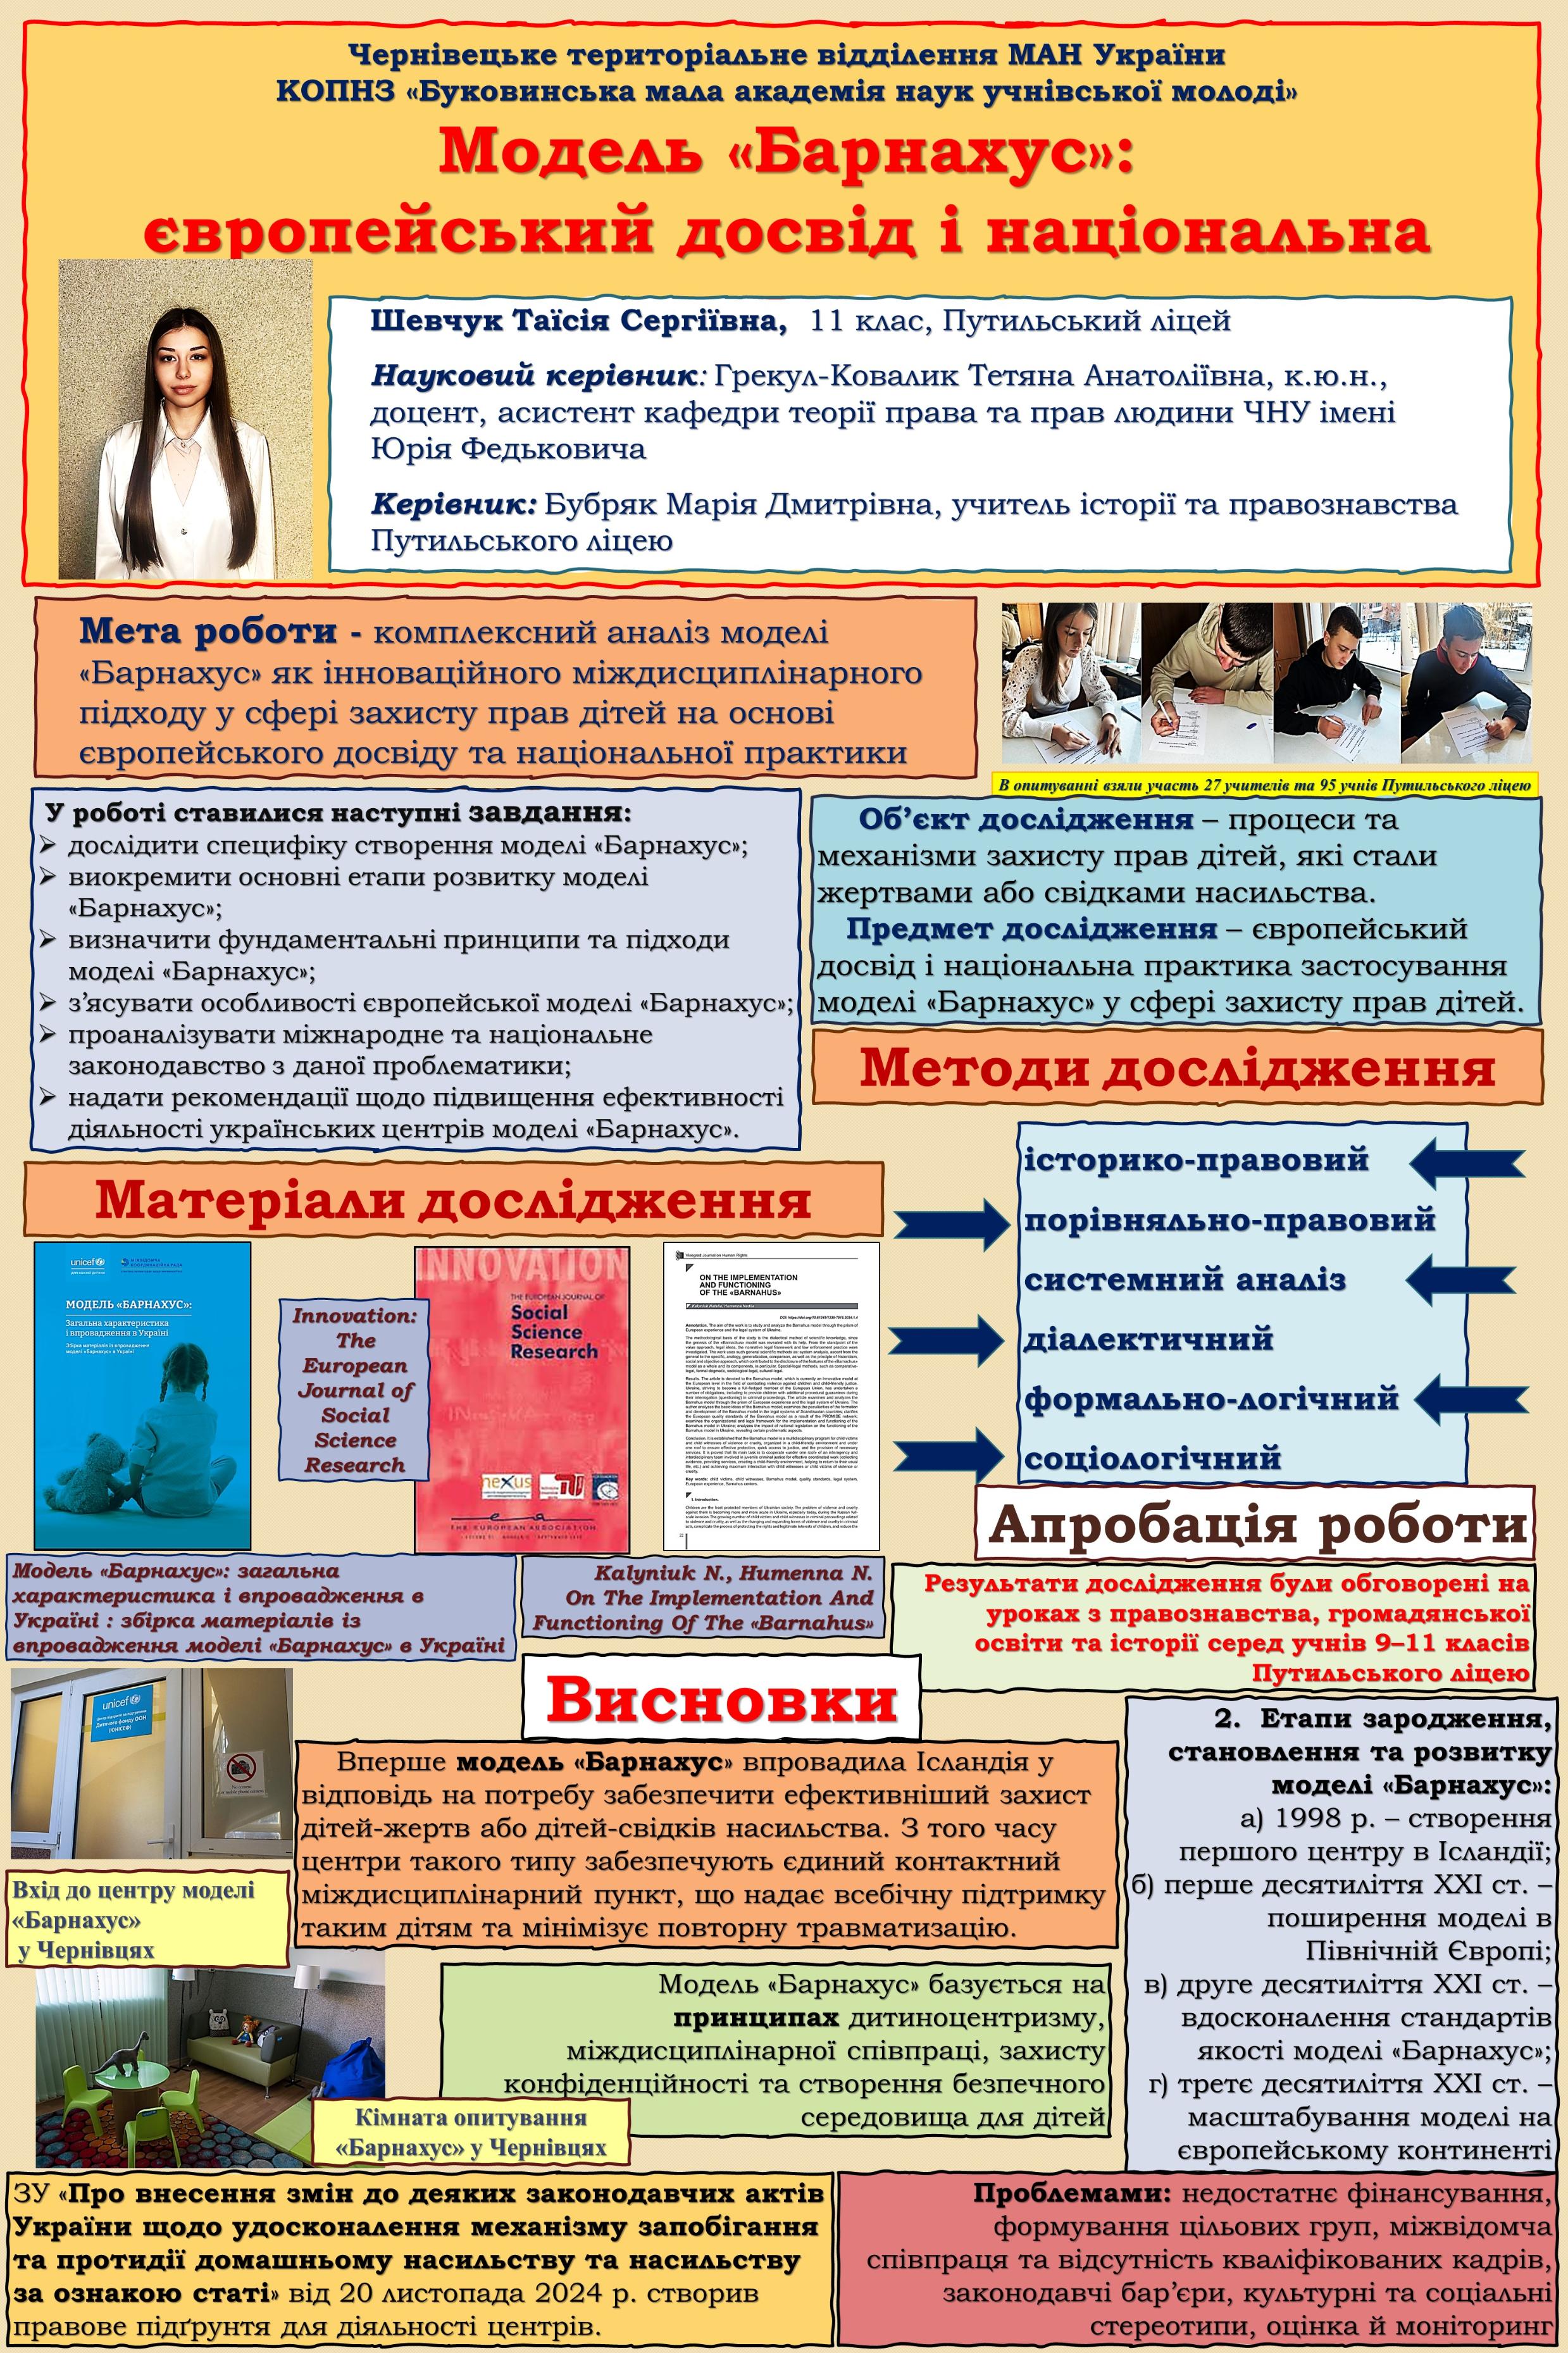 Чернівецьке територіальне відділення МАН України
КОПНЗ «Буковинська мала академія наук учнівської молоді»
Модель «Барнахус»:
європейський досвід і національна
Шевчук Таїсія Сергіївна, 11 клас, Путильський ліцей
Науковий керівник: Грекул-Ковалик Тетяна Анатоліївна, к.ю.н.,
доцент, асистент кафедри теорії права та прав людини ЧНУ імені
Юрія Федьковича
Керівник: Бубряк Марія Дмитрівна, учитель історії та правознавства
Путильського ліцею
Мета роботи - комплексний аналіз моделі
«Барнахус» як інноваційного міждисциплінарного
підходу у сфері захисту прав дітей на основі
європейського досвіду та національної практики
В опитуванні взяли участь 27 учителів та 95 учнів Путильського ліцею
У роботі ставилися наступні завдання:
➢ дослідити специфіку створення моделі «Барнахус»;
➢ виокремити основні етапи розвитку моделі
«Барнахус»;
➢ визначити фундаментальні принципи та підходи
моделі «Барнахус»;
➢ з’ясувати особливості європейської моделі «Барнахус»;
➢ проаналізувати міжнародне та національне
законодавство з даної проблематики;
➢ надати рекомендації щодо підвищення ефективності
діяльності українських центрів моделі «Барнахус».
Об’єкт дослідження – процеси та
механізми захисту прав дітей, які стали
жертвами або свідками насильства.
Предмет дослідження – європейський
досвід і національна практика застосування
моделі «Барнахус» у сфері захисту прав дітей.
Методи дослідження
історико-правовий
порівняльно-правовий
системний аналіз
діалектичний
формально-логічний
соціологічний
Матеріали дослідження
unicef
МОДЕЛЬ «БАРНАХУС»:
Загальна характеристика
і впровадження в Україні
Збірка матеріалів із впровадження
моделі «Барнахус» в Україні
Innovation:
The
European
Journal of
Social
Science
Research
INNOVATION
THE EUROPEAN JOURNAL OF
Social
Science
Research
nexus
THE EUROPEAN ASSOCIATION
Visegrad Journal on Human Rights
ON THE IMPLEMENTATION
AND FUNCTIONING
OF THE «BARNAHUS»
Модель «Барнахус»: загальна
характеристика і впровадження в
Україні : збірка матеріалів із
впровадження моделі «Барнахус» в Україні
Kalyniuk N., Humenna N.
On The Implementation And
Functioning Of The «Barnahus»
Апробація роботи
Результати дослідження були обговорені на
уроках з правознавства, громадянської
освіти та історії серед учнів 9–11 класів
Путильського ліцею
Висновки
unicef
Дитячого фонду ООН
(ЮНІСЕФ)
Вхід до центру моделі
«Барнахус»
у Чернівцях
Вперше модель «Барнахус» впровадила Ісландія у
відповідь на потребу забезпечити ефективніший захист
дітей-жертв або дітей-свідків насильства. З того часу
центри такого типу забезпечують єдиний контактний
міждисциплінарний пункт, що надає всебічну підтримку
таким дітям та мінімізує повторну травматизацію.
2. Етапи зародження,
становлення та розвитку
моделі «Барнахус»:
а) 1998 р. – створення
першого центру в Ісландії;
б) перше десятиліття XXI ст. –
поширення моделі в
Північній Європі;
в) друге десятиліття XXI ст. –
вдосконалення стандартів
якості моделі «Барнахус»;
г) третє десятиліття XXI ст. –
масштабування моделі на
європейському континенті
Модель «Барнахус» базується на
принципах дитиноцентризму,
міждисциплінарної співпраці, захисту
конфіденційності та створення безпечного
середовища для дітей
Кімната опитування
«Барнахус» у Чернівцях
ЗУ «Про внесення змін до деяких законодавчих актів
України щодо удосконалення механізму запобігання
та протидії домашньому насильству та насильству
за ознакою статі» від 20 листопада 2024 р. створив
правове підґрунтя для діяльності центрів.
Проблемами: недостатнє фінансування,
формування цільових груп, міжвідомча
співпраця та відсутність кваліфікованих кадрів,
законодавчі бар’єри, культурні та соціальні
стереотипи, оцінка й моніторинг